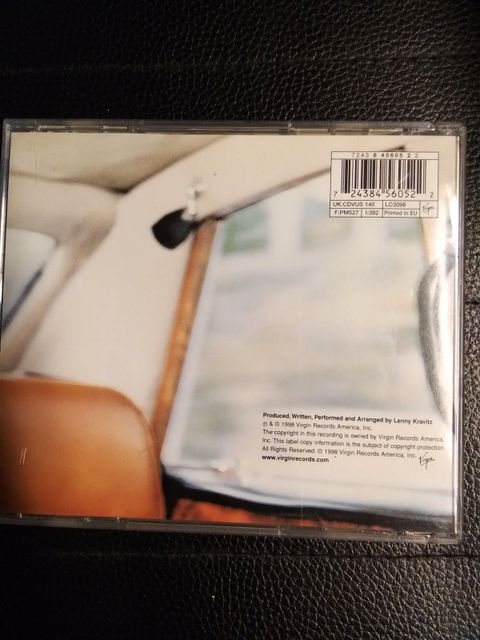 7243 8 45605 2 2
7 24384 56052 2
UK:CDVUS 140 LC3098
F:PM527 I:392 Printed in EU Virgin
Produced, Written, Performed and Arranged by Lenny Kravitz
℗ & © 1998 Virgin Records America, Inc.
The copyright in this recording is owned by Virgin Records America,
Inc. This label copy information is the subject of copyright protection.
All Rights Reserved. © 1998 Virgin Records America, Inc. Virgin
www.virginrecords.com